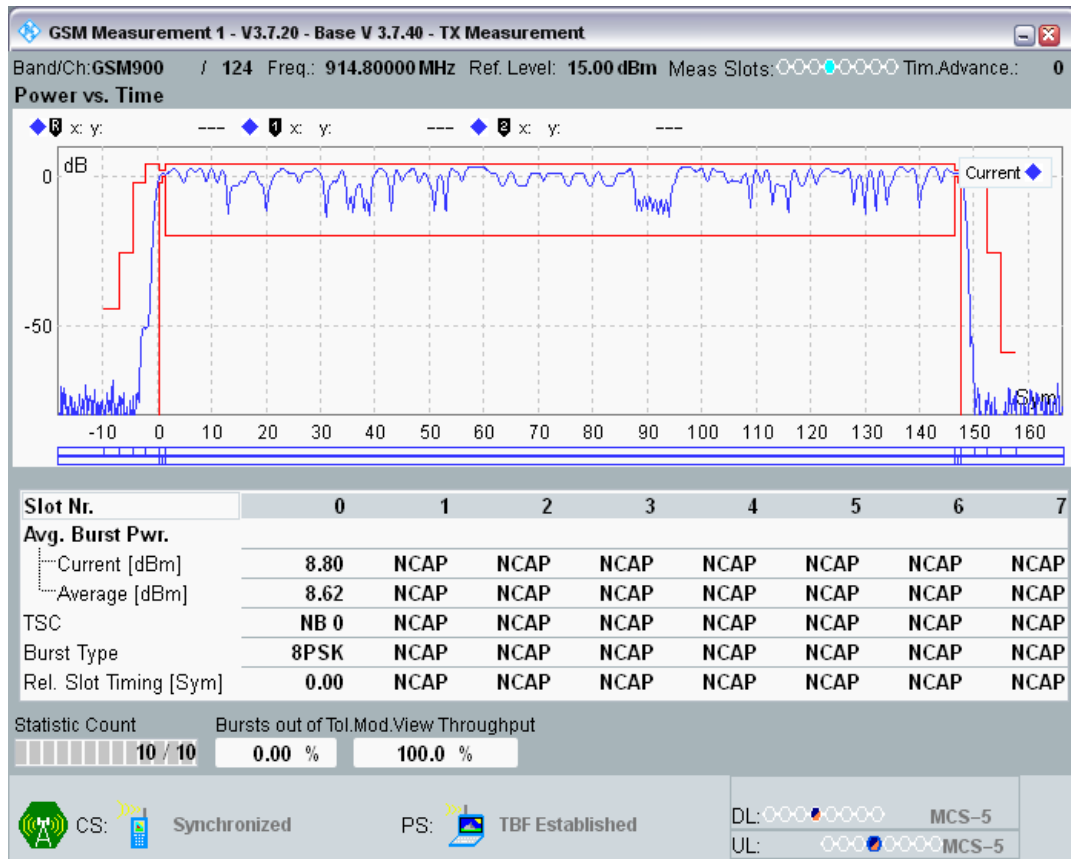 GSM Measurement 1 - V3.7.20 - Base V 3.7.40 - TX Measurement
Band/Ch:GSM900 / 124 Freq.: 914.80000 MHz Ref. Level: 15.00 dBm Meas Slots: Tim.Advance.: 0
Power vs. Time
R x: y: --- 1 x: y: --- 2 x: y: ---
dB
0
Current
-50
Sym
-10 0 10 20 30 40 50 60 70 80 90 100 110 120 130 140 150 160
Slot Nr. 0 1 2 3 4 5 6 7
Avg. Burst Pwr.
Current [dBm] 8.80 NCAP NCAP NCAP NCAP NCAP NCAP NCAP
Average [dBm] 8.62 NCAP NCAP NCAP NCAP NCAP NCAP NCAP
TSC NB 0 NCAP NCAP NCAP NCAP NCAP NCAP NCAP
Burst Type 8PSK NCAP NCAP NCAP NCAP NCAP NCAP NCAP
Rel. Slot Timing [Sym] 0.00 NCAP NCAP NCAP NCAP NCAP NCAP NCAP
Statistic Count Bursts out of Tol. Mod.View Throughput
10 / 10 0.00 % 100.0 %
CS: Synchronized PS: TBF Established DL: MCS-5
UL: MCS-5